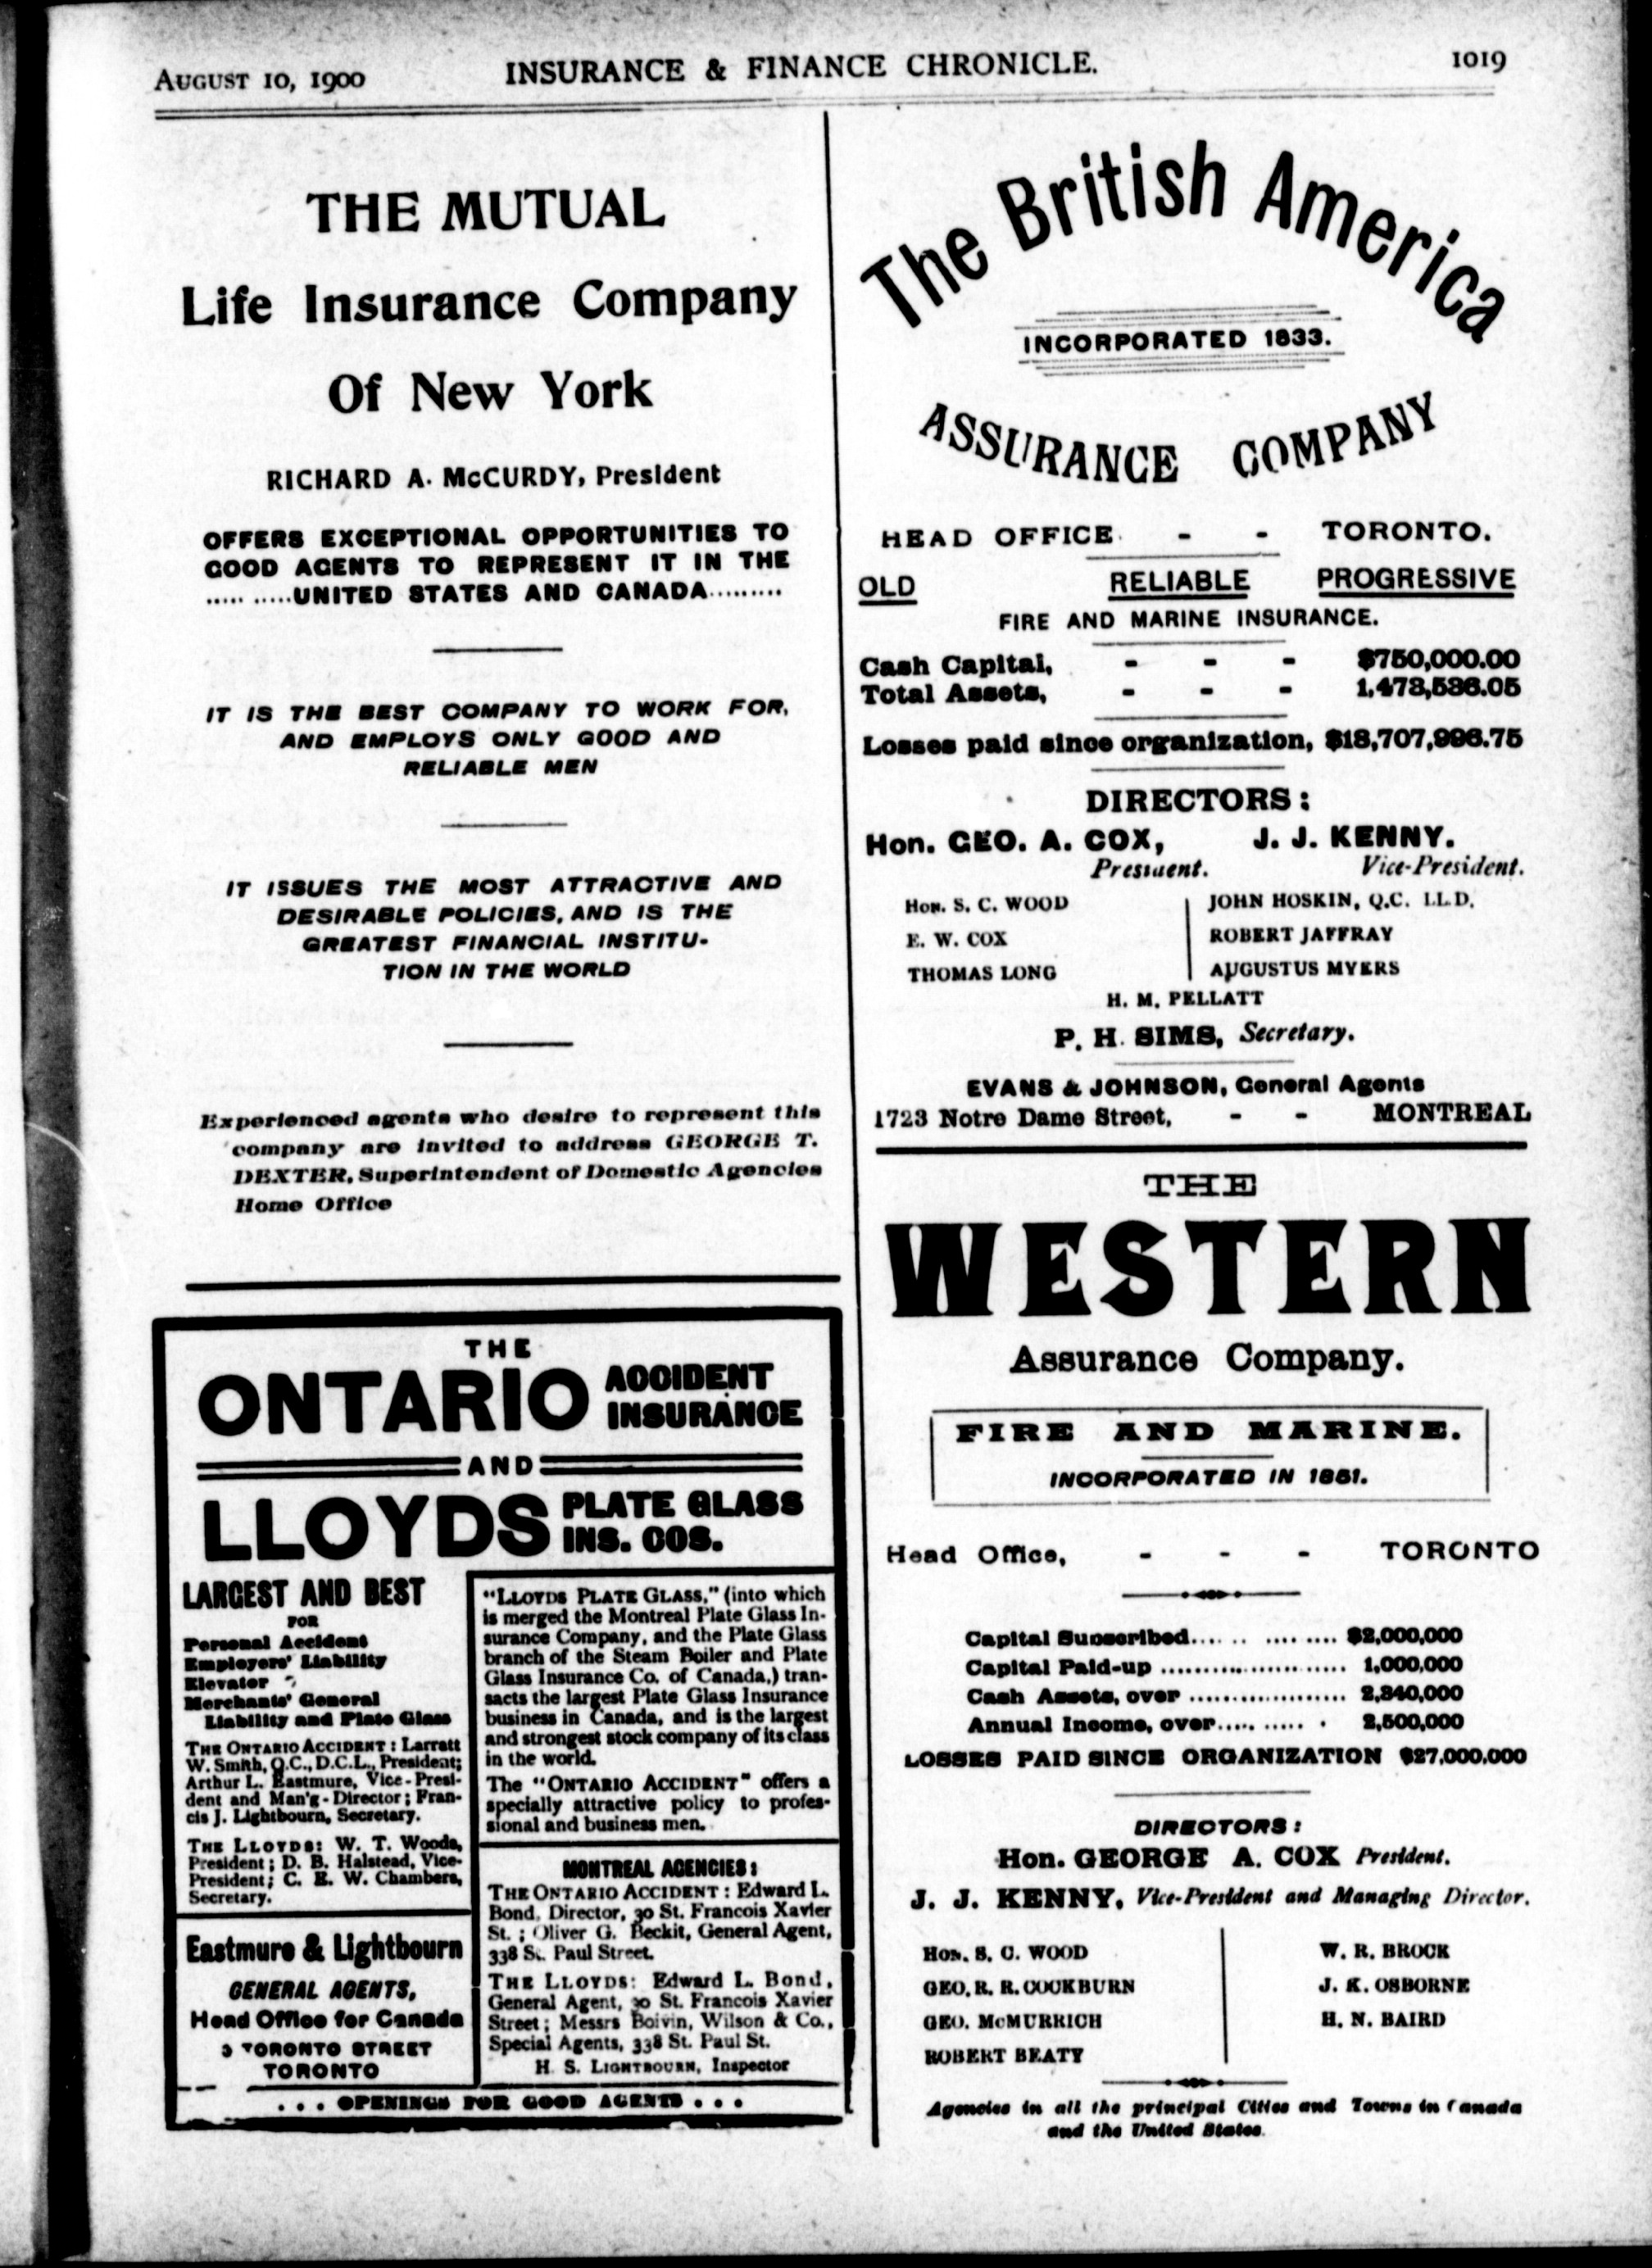 AUGUST 10, 1900 INSURANCE & FINANCE CHRONICLE. 1019
THE MUTUAL
Life Insurance Company
Of New York
RICHARD A. McCURDY, President
OFFERS EXCEPTIONAL OPPORTUNITIES TO
GOOD AGENTS TO REPRESENT IT IN THE
..... .....UNITED STATES AND CANADA.........
IT IS THE BEST COMPANY TO WORK FOR,
AND EMPLOYS ONLY GOOD AND
RELIABLE MEN
IT ISSUES THE MOST ATTRACTIVE AND
DESIRABLE POLICIES, AND IS THE
GREATEST FINANCIAL INSTITU-
TION IN THE WORLD
Experienced agents who desire to represent this
company are invited to address GEORGE T.
DEXTER, Superintendent of Domestic Agencies
Home Office
THE
ONTARIO ACCIDENT
INSURANCE
AND
LLOYDS PLATE GLASS
INS. COS.
LARGEST AND BEST
FOR
Personal Accident
Employers' Liability
Elevator "
Merchants' General
Liability and Plate Glass
THE ONTARIO ACCIDENT: Larratt
W. Smith, Q.C., D.C.L., President;
Arthur L. Eastmure, Vice-Presi-
dent and Man'g-Director; Fran-
cis J. Lightbourn, Secretary.
THE LLOYDS: W. T. Woods,
President; D. B. Halstead, Vice-
President; C. E. W. Chambers,
Secretary.
Eastmure & Lightbourn
GENERAL AGENTS,
Head Office for Canada
3 TORONTO STREET
TORONTO
"LLOYDS PLATE GLASS," (into which
is merged the Montreal Plate Glass In-
surance Company, and the Plate Glass
branch of the Steam Boiler and Plate
Glass Insurance Co. of Canada,) tran-
sacts the largest Plate Glass Insurance
business in Canada, and is the largest
and strongest stock company of its class
in the world.
The "ONTARIO ACCIDENT" offers a
specially attractive policy to profes-
sional and business men.
MONTREAL AGENCIES:
THE ONTARIO ACCIDENT: Edward L.
Bond, Director, 30 St. Francois Xavier
St.; Oliver G. Beckit, General Agent,
338 St. Paul Street.
THE LLOYDS: Edward L. Bond,
General Agent, 30 St. Francois Xavier
Street; Messrs Boivin, Wilson & Co.,
Special Agents, 338 St. Paul St.
H. S. LIGHTBOURN, Inspector
... OPENINGS FOR GOOD AGENTS ...
The British America
INCORPORATED 1833.
ASSURANCE COMPANY
HEAD OFFICE - - TORONTO.
OLD RELIABLE PROGRESSIVE
FIRE AND MARINE INSURANCE.
Cash Capital, - - - $750,000.00
Total Assets, - - - 1,473,536.05
Losses paid since organization, $18,707,996.75
DIRECTORS:
Hon. GEO. A. COX, J. J. KENNY.
President. Vice-President.
HON. S. C. WOOD JOHN HOSKIN, Q.C. LL.D.
E. W. COX ROBERT JAFFRAY
THOMAS LONG AUGUSTUS MYERS
H. M. PELLATT
P. H. SIMS, Secretary.
EVANS & JOHNSON, General Agents
1723 Notre Dame Street, - - MONTREAL
THE
WESTERN
Assurance Company.
FIRE AND MARINE.
INCORPORATED IN 1851.
Head Office, - - - TORONTO
Capital Subscribed...... .. .... .... $2,000,000
Capital Paid-up ...................... 1,000,000
Cash Assets, over .................... 2,340,000
Annual Income, over..... ..... . 2,500,000
LOSSES PAID SINCE ORGANIZATION $27,000,000
DIRECTORS:
Hon. GEORGE A. COX President.
J. J. KENNY, Vice-President and Managing Director.
HON. S. C. WOOD W. R. BROCK
GEO. R. R. COCKBURN J. K. OSBORNE
GEO. McMURRICH H. N. BAIRD
ROBERT BEATY
Agencies in all the principal Cities and Towns in Canada
and the United States.